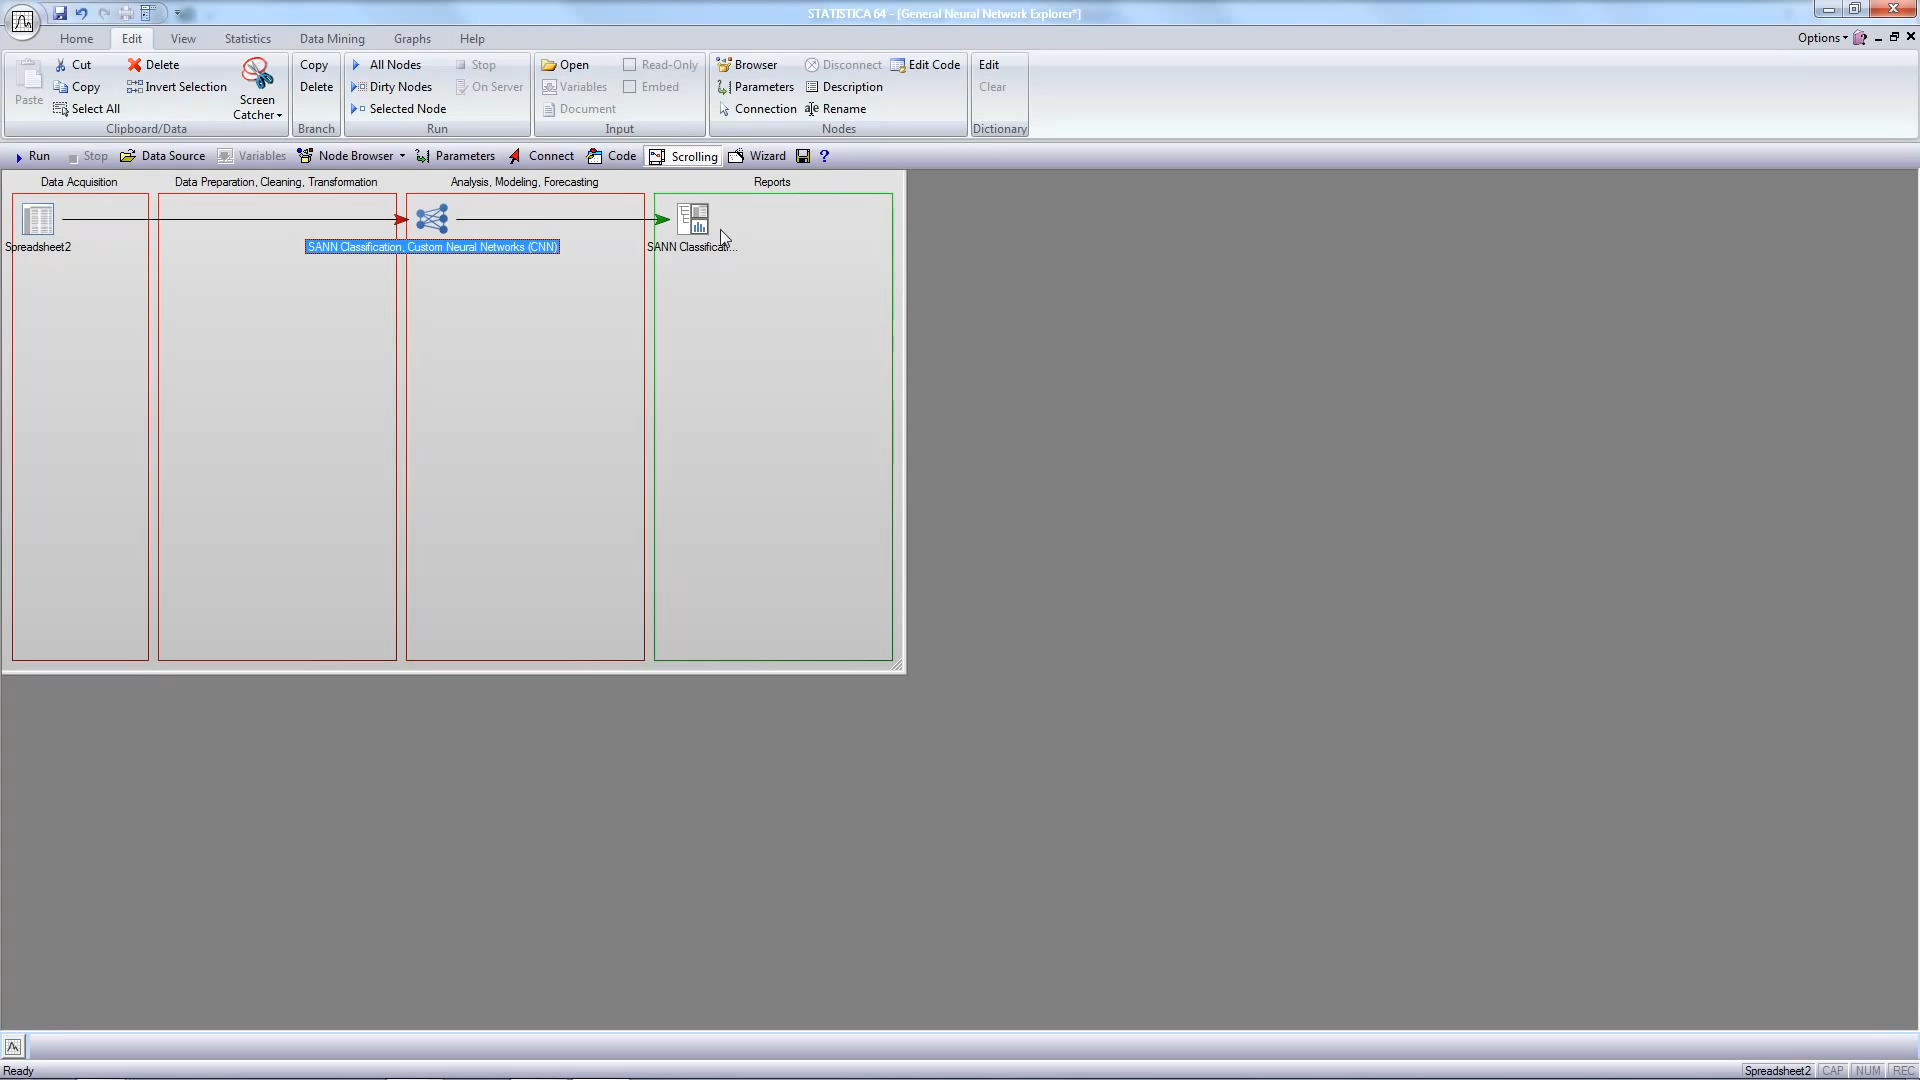 STATISTICA 64 - [General Neural Network Explorer*]
Home Edit View Statistics Data Mining Graphs Help Options
Paste Cut Copy Select All Delete Invert Selection Screen Catcher
Clipboard/Data
Copy Delete
Branch
All Nodes Dirty Nodes Selected Node Stop On Server
Run
Open Variables Document Read-Only Embed
Input
Browser Parameters Connection Disconnect Description Rename Edit Code
Nodes
Edit Clear
Dictionary
Run Stop Data Source Variables Node Browser Parameters Connect Code Scrolling Wizard ?
Data Acquisition Data Preparation, Cleaning, Transformation Analysis, Modeling, Forecasting Reports
Spreadsheet2 SANN Classification, Custom Neural Networks (CNN) SANN Classificati...
Ready Spreadsheet2 CAP NUM REC